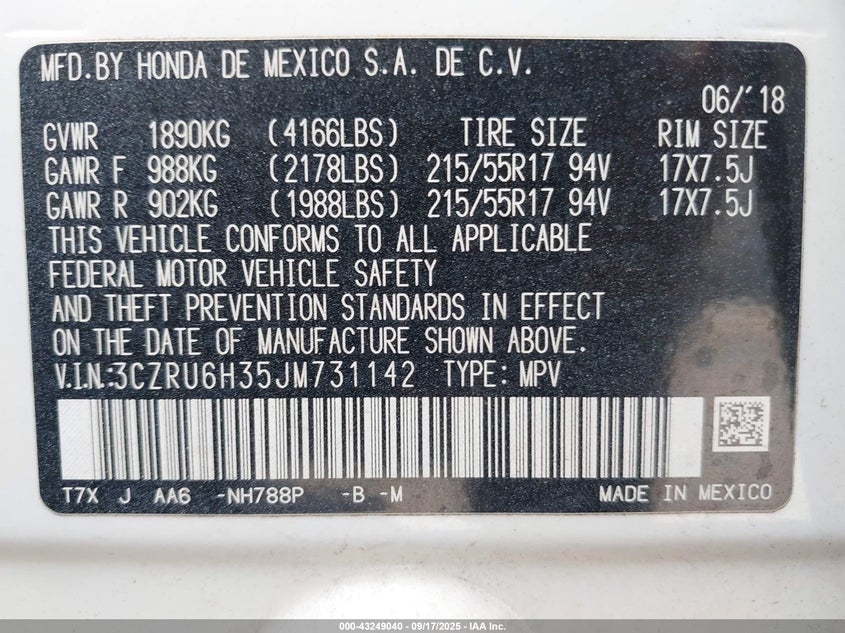 MFD.BY HONDA DE MEXICO S.A. DE C.V.
06/'18
GVWR 1890KG (4166LBS) TIRE SIZE RIM SIZE
GAWR F 988KG (2178LBS) 215/55R17 94V 17X7.5J
GAWR R 902KG (1988LBS) 215/55R17 94V 17X7.5J
THIS VEHICLE CONFORMS TO ALL APPLICABLE
FEDERAL MOTOR VEHICLE SAFETY
AND THEFT PREVENTION STANDARDS IN EFFECT
ON THE DATE OF MANUFACTURE SHOWN ABOVE.
V.I.N.:3CZRU6H35JM731142 TYPE: MPV
T7X J AA6 -NH788P -B -M MADE IN MEXICO
000-43249040 - 09/17/2025 - IAA Inc.